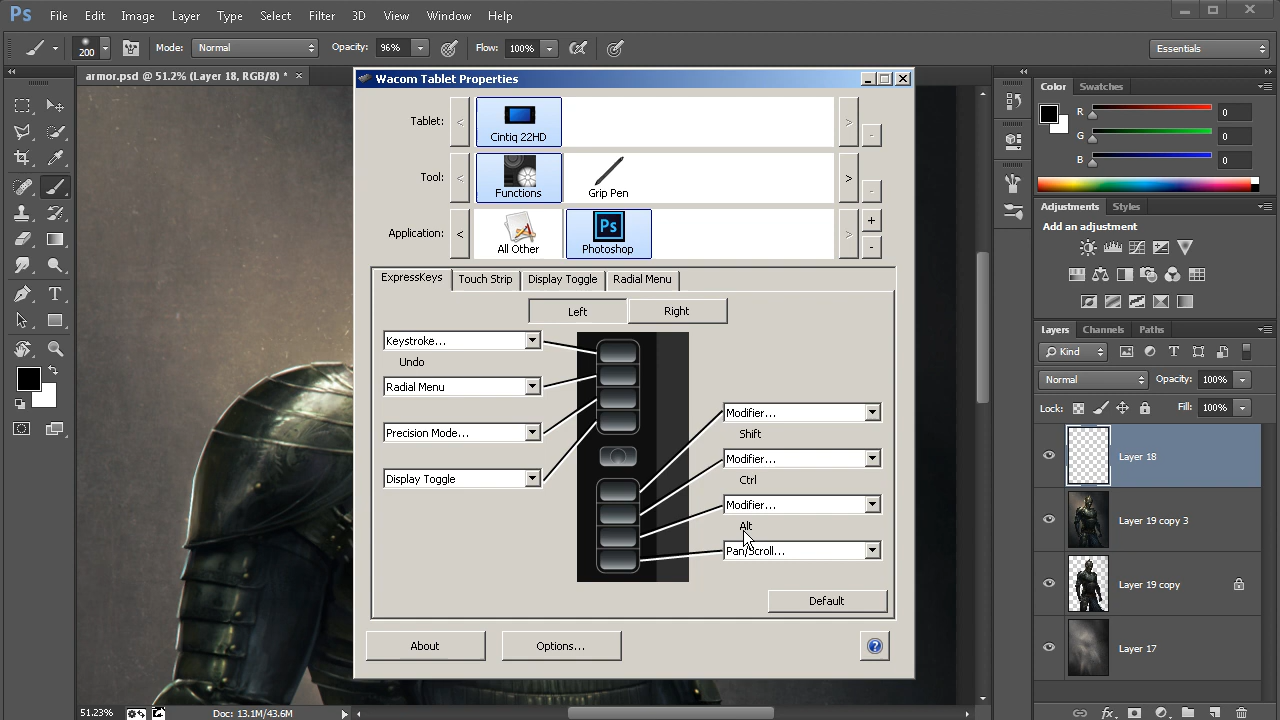 Ps File Edit Image Layer Type Select Filter 3D View Window Help
200 Mode: Normal Opacity: 96% Flow: 100% Essentials
armor.psd @ 51.2% (Layer 18, RGB/8) * ×
Wacom Tablet Properties
Tablet: < Cintiq 22HD > -
Tool: < Functions Grip Pen > -
Application: < All Other Ps Photoshop > + -
ExpressKeys Touch Strip Display Toggle Radial Menu
Left Right
Keystroke...
Undo
Radial Menu
Precision Mode...
Display Toggle
Modifier...
Shift
Modifier...
Ctrl
Modifier...
Alt
Pan/Scroll...
Default
About Options... ?
Color Swatches
R 0
G 0
B 0
Adjustments Styles
Add an adjustment
Layers Channels Paths
Kind
Normal Opacity: 100%
Lock: Fill: 100%
Layer 18
Layer 19 copy 3
Layer 19 copy
Layer 17
51.23% Doc: 13.1M/43.6M
fx